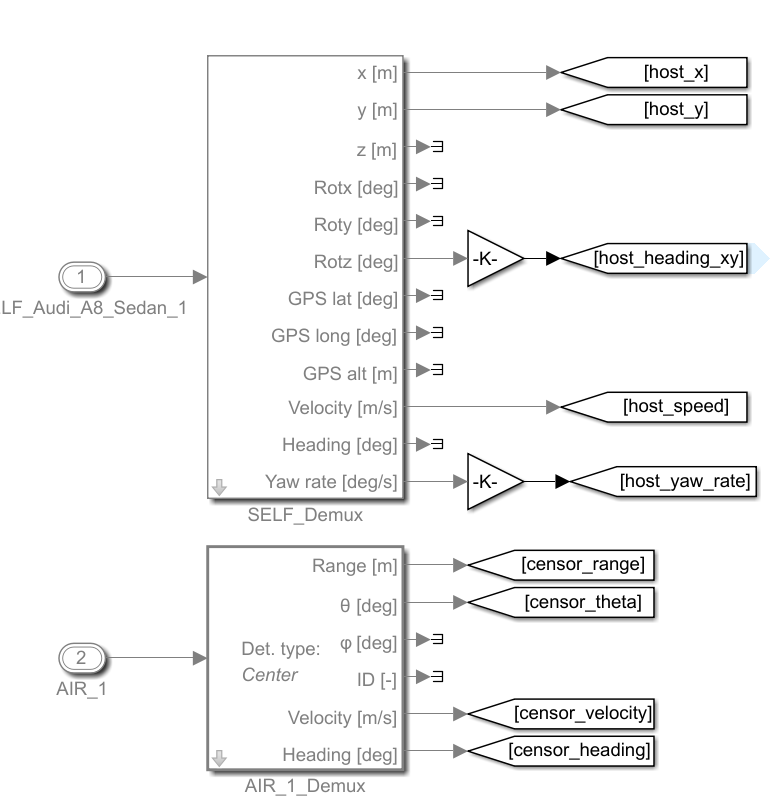 x [m]
[host_x]
y [m]
[host_y]
z [m]
Rotx [deg]
Roty [deg]
Rotz [deg]
-K-
[host_heading_xy]
GPS lat [deg]
1
LF_Audi_A8_Sedan_1
GPS long [deg]
GPS alt [m]
Velocity [m/s]
[host_speed]
Heading [deg]
Yaw rate [deg/s]
-K-
[host_yaw_rate]
SELF_Demux
Range [m]
[censor_range]
θ [deg]
[censor_theta]
Det. type:
Center
φ [deg]
2
AIR_1
ID [-]
Velocity [m/s]
[censor_velocity]
Heading [deg]
[censor_heading]
AIR_1_Demux